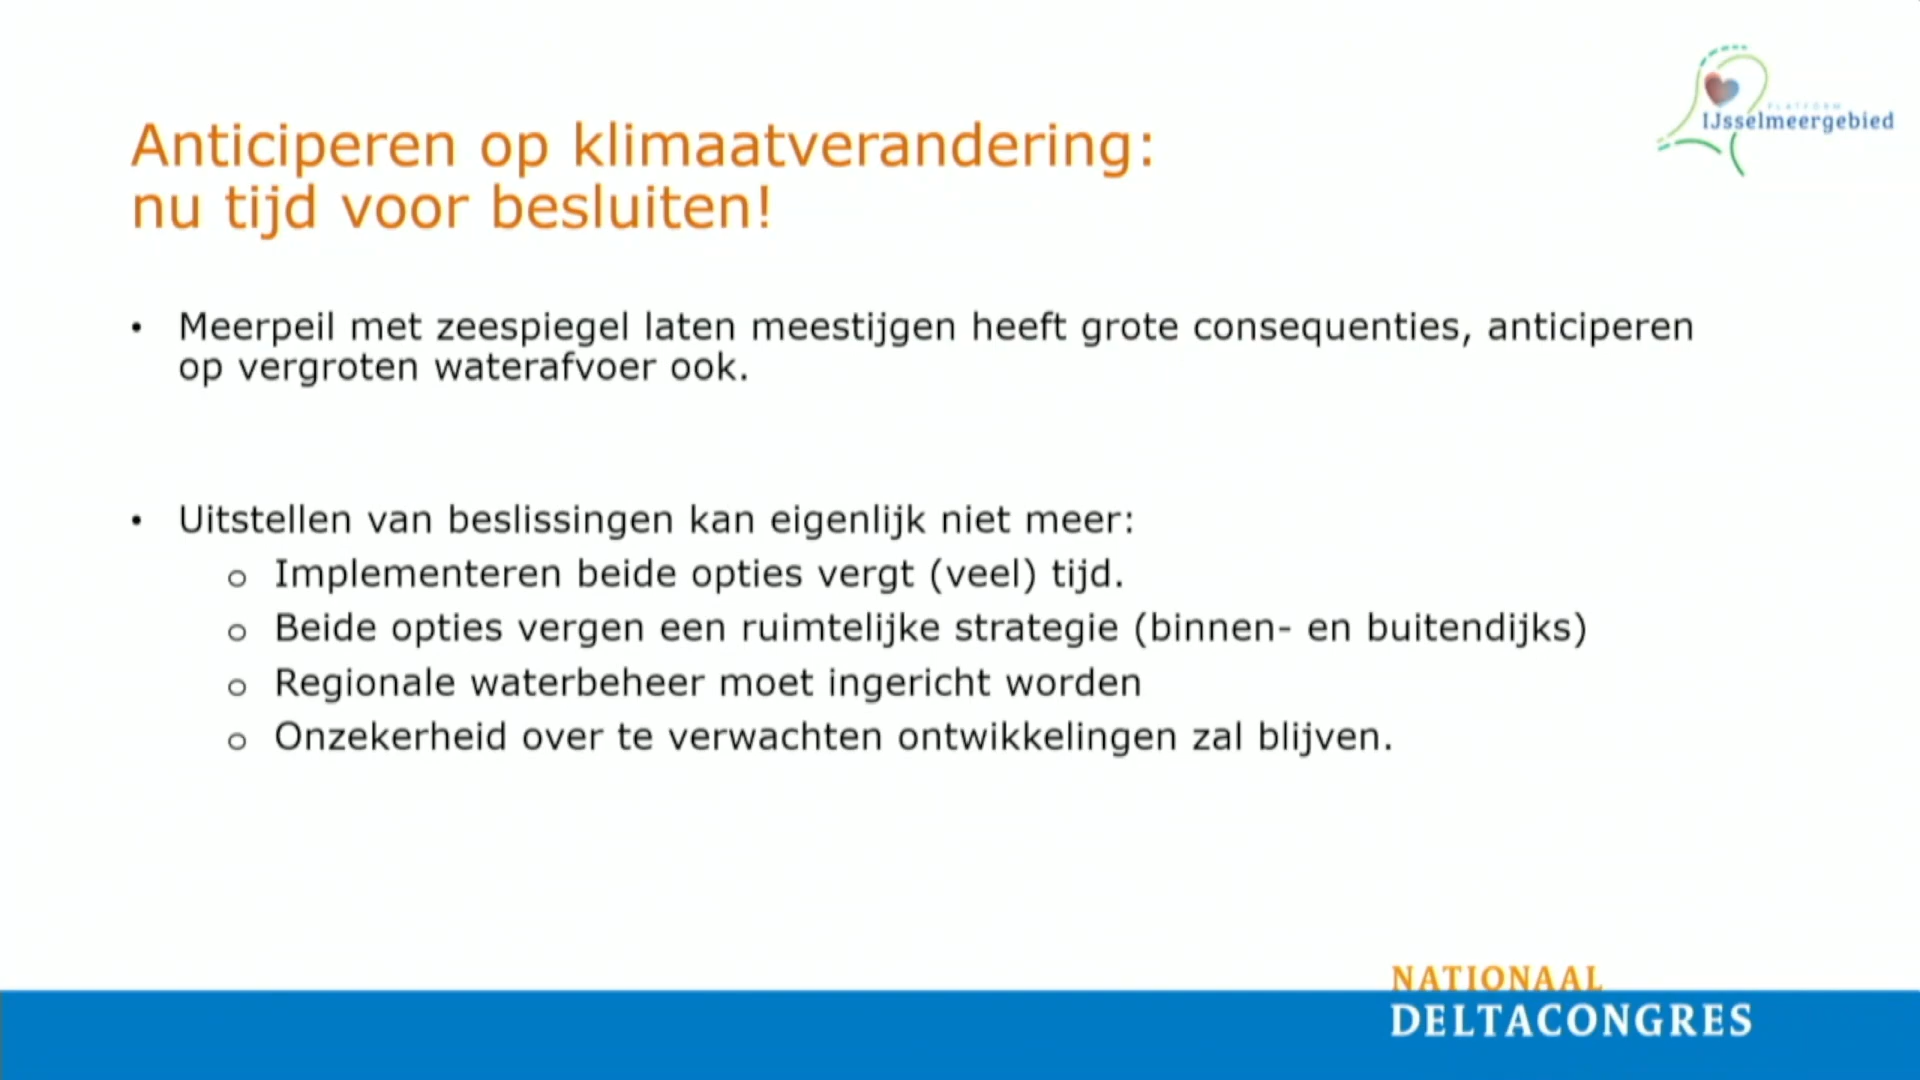 PLATFORM
IJsselmeergebied
Anticiperen op klimaatverandering:
nu tijd voor besluiten!
• Meerpeil met zeespiegel laten meestijgen heeft grote consequenties, anticiperen
op vergroten waterafvoer ook.
• Uitstellen van beslissingen kan eigenlijk niet meer:
o Implementeren beide opties vergt (veel) tijd.
o Beide opties vergen een ruimtelijke strategie (binnen- en buitendijks)
o Regionale waterbeheer moet ingericht worden
o Onzekerheid over te verwachten ontwikkelingen zal blijven.
NATIONAAL
DELTACONGRES